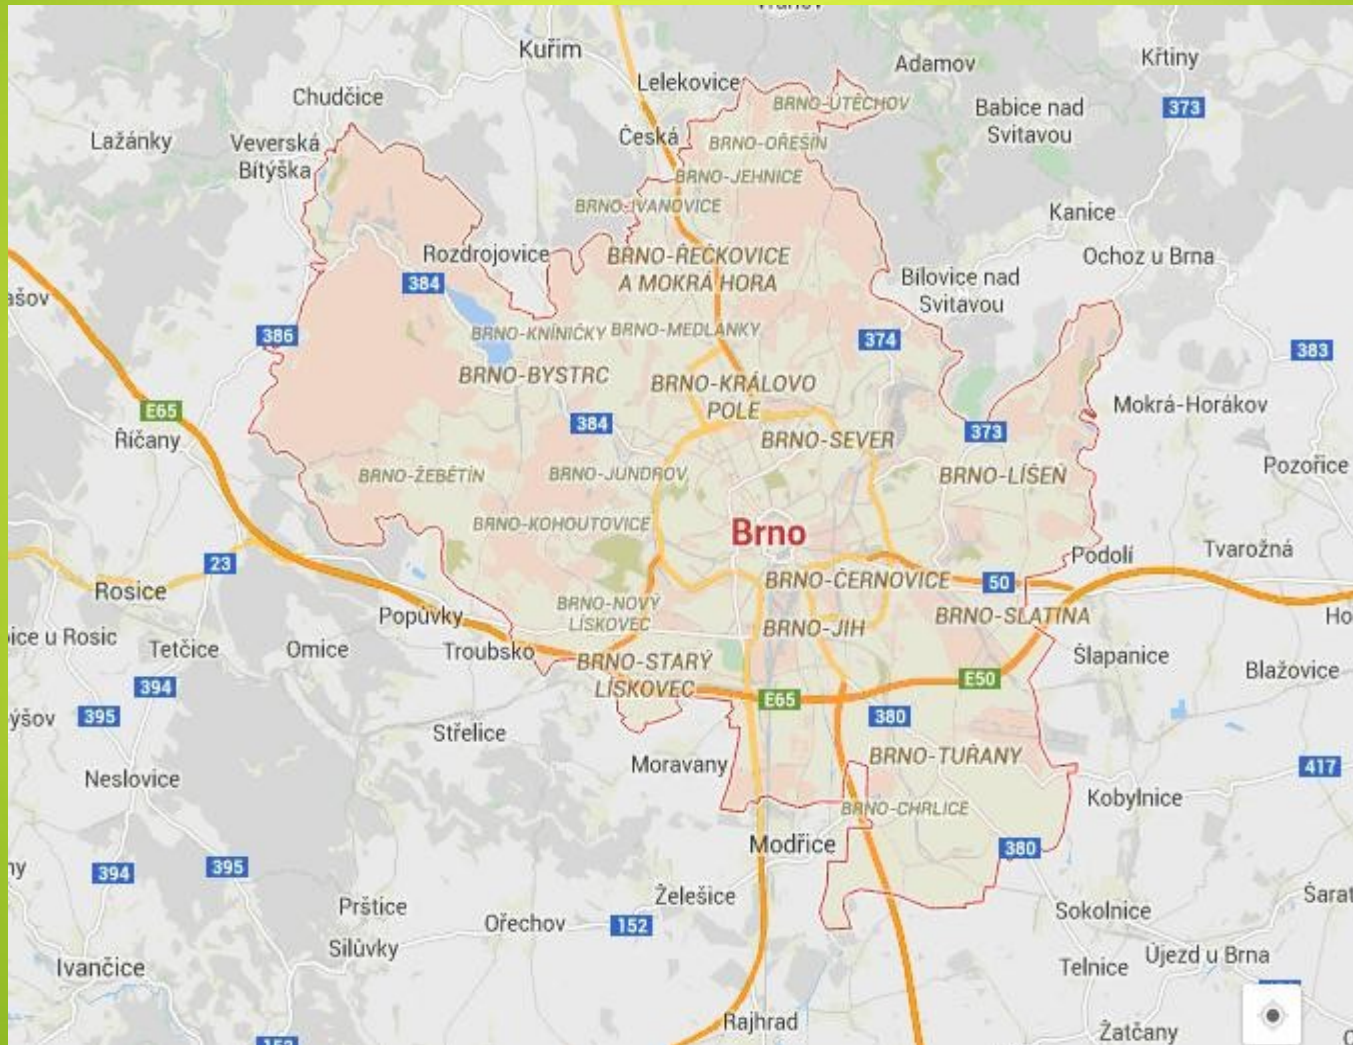 Kuřim
Adamov
Křtiny
Lelekovice
Chudčice
BRNO-ÚTĚCHOV
Babice nad
Svitavou
373
Lažánky
Veverská
Bítýška
Česká
BRNO-OŘEŠÍN
BRNO-JEHNICE
BRNO-IVANOVICE
Kanice
Rozdrojovice
BRNO-ŘEČKOVICE
A MOKRÁ HORA
Ochoz u Brna
Bílovice nad
Svitavou
384
386
BRNO-KNÍNIČKY
BRNO-MEDLÁNKY
374
383
BRNO-BYSTRC
BRNO-KRÁLOVO
POLE
E65
Říčany
384
BRNO-SEVER
373
Mokrá-Horákov
BRNO-ŽEBĚTÍN
BRNO-JUNDROV
BRNO-LÍŠEŇ
Pozořice
BRNO-KOHOUTOVICE
Brno
23
Podolí
Tvarožná
Rosice
BRNO-ČERNOVICE
50
Popůvky
BRNO-NOVÝ
LÍSKOVEC
BRNO-JIH
BRNO-SLATINA
Tetčice
Omice
Troubsko
BRNO-STARÝ
LÍSKOVEC
Šlapanice
Blažovice
394
E65
E50
395
380
Střelice
Moravany
BRNO-TUŘANY
Neslovice
417
Kobylnice
BRNO-CHRLICE
Modřice
380
394
395
Želešice
Prštice
Ořechov
152
Sokolnice
Silůvky
Ivančice
Telnice
Újezd u Brna
Rajhrad
Žatčany